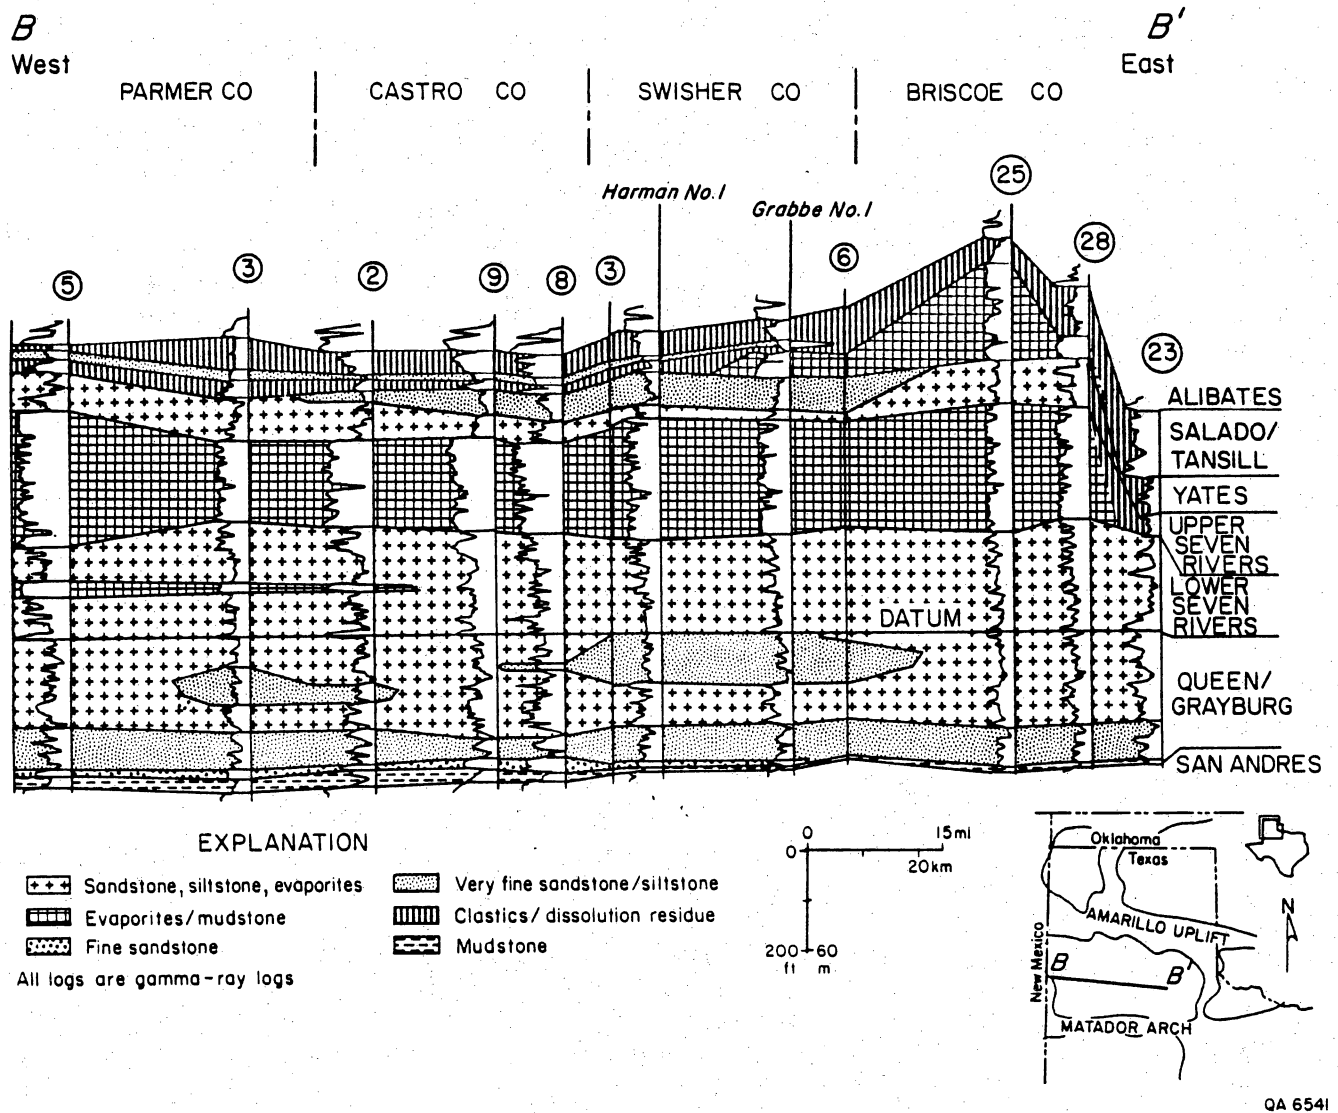 B
B'
West
East
PARMER CO
CASTRO CO
SWISHER CO
BRISCOE CO
Harman No. 1
Grabbe No. 1
5
3
2
9
8
3
6
25
28
23
ALIBATES
SALADO/
TANSILL
YATES
UPPER
SEVEN
RIVERS
LOWER
SEVEN
RIVERS
DATUM
QUEEN/
GRAYBURG
SAN ANDRES
EXPLANATION
Sandstone, siltstone, evaporites
Very fine sandstone/siltstone
Evaporites/mudstone
Clastics/dissolution residue
Fine sandstone
Mudstone
All logs are gamma-ray logs
0 15 mi
0
20 km
200 60
ft m
Oklahoma
Texas
AMARILLO UPLIFT
N
New Mexico
B
B'
MATADOR ARCH
QA 6541